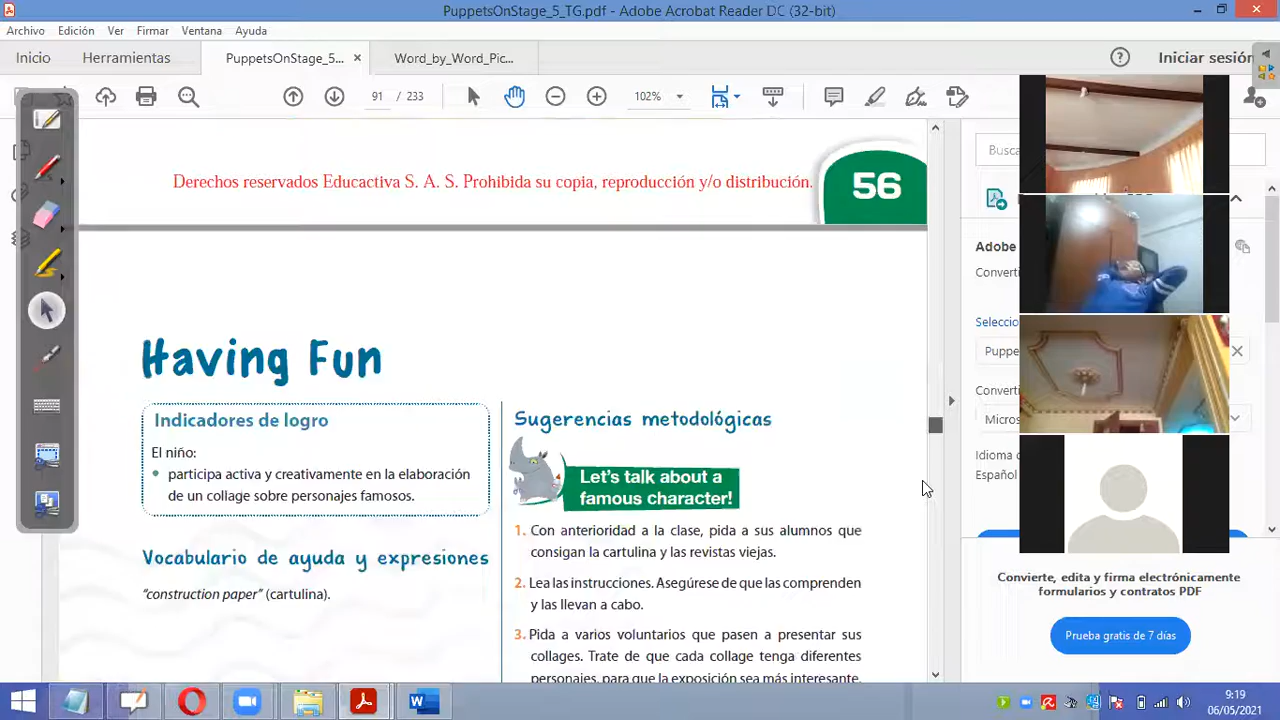 PuppetsOnStage_5_TG.pdf - Adobe Acrobat Reader DC (32-bit)
Archivo Edición Ver Firmar Ventana Ayuda
Inicio Herramientas PuppetsOnStage_5... × Word_by_Word_Pic... ? Iniciar sesión
91 / 233 102%
Derechos reservados Educactiva S. A. S. Prohibida su copia, reproducción y/o distribución.
56
Having Fun
Indicadores de logro
El niño:
• participa activa y creativamente en la elaboración
de un collage sobre personajes famosos.
Vocabulario de ayuda y expresiones
“construction paper” (cartulina).
Sugerencias metodológicas
Let's talk about a
famous character!
1. Con anterioridad a la clase, pida a sus alumnos que
consigan la cartulina y las revistas viejas.
2. Lea las instrucciones. Asegúrese de que las comprenden
y las llevan a cabo.
3. Pida a varios voluntarios que pasen a presentar sus
collages. Trate de que cada collage tenga diferentes
personajes, para que la exposición sea más interesante.
Busca
Adobe
Converti
Seleccio
Puppe
Converti
Micros
Idioma d
Español
Convierte, edita y firma electrónicamente
formularios y contratos PDF
Prueba gratis de 7 días
9:19
06/05/2021